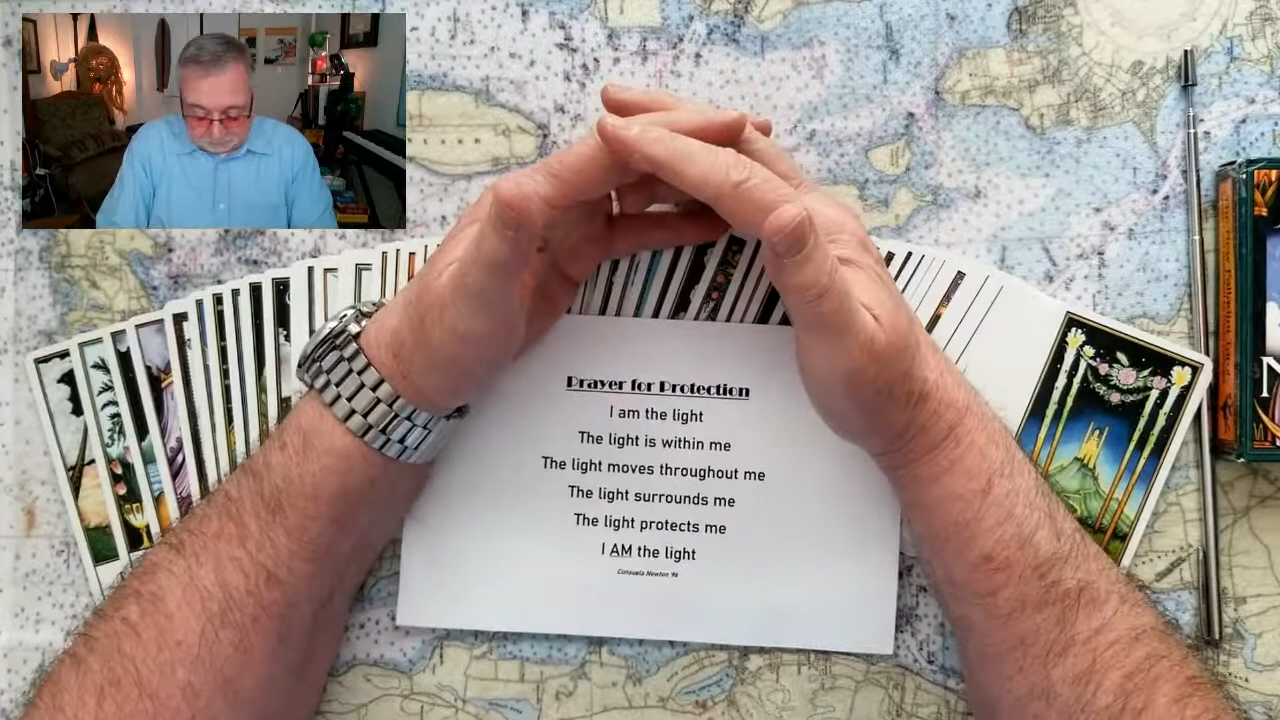 Prayer for Protection
I am the light
The light is within me
The light moves throughout me
The light surrounds me
The light protects me
I AM the light
Consuela Newton '96